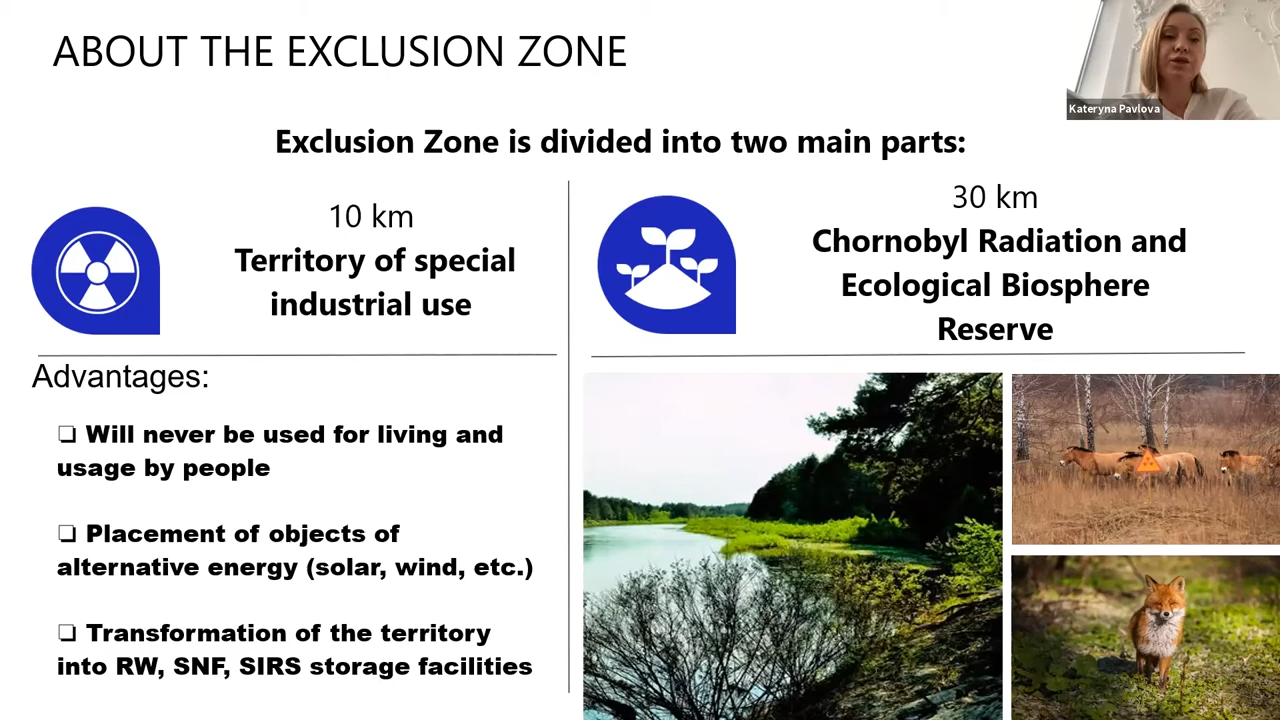 ABOUT THE EXCLUSION ZONE
Kateryna Pavlova
Exclusion Zone is divided into two main parts:
10 km
Territory of special
industrial use
30 km
Chornobyl Radiation and
Ecological Biosphere
Reserve
Advantages:
❏ Will never be used for living and
usage by people
❏ Placement of objects of
alternative energy (solar, wind, etc.)
❏ Transformation of the territory
into RW, SNF, SIRS storage facilities